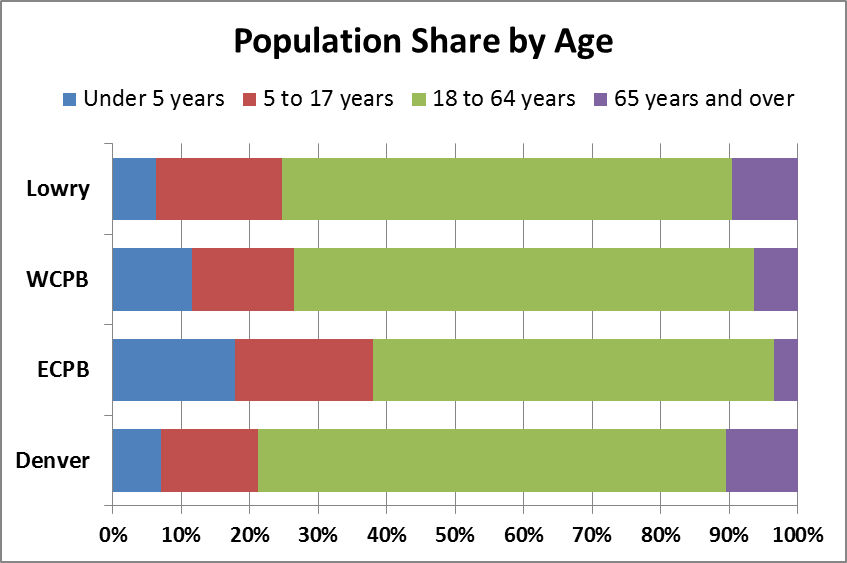 Population Share by Age
Under 5 years 5 to 17 years 18 to 64 years 65 years and over
Lowry
WCPB
ECPB
Denver
0% 10% 20% 30% 40% 50% 60% 70% 80% 90% 100%